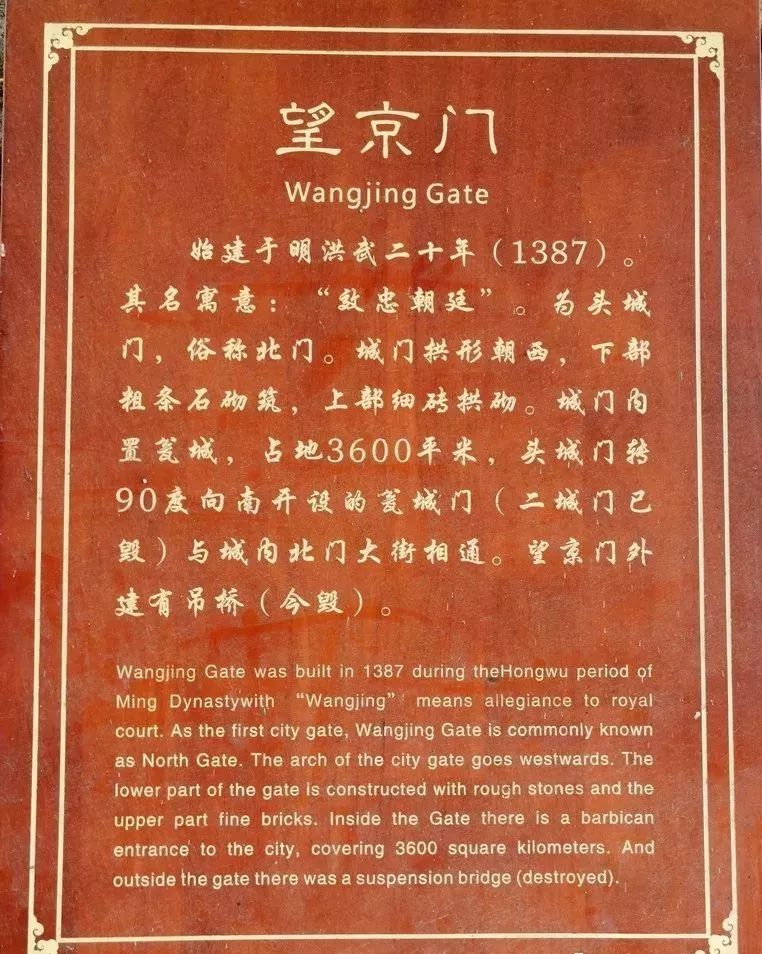 望京门
Wangjing Gate
始建于明洪武二十年（1387）。
其名寓意：“致忠朝廷”。为头城
门，俗称北门。城门拱形朝西，下部
粗条石砌筑，上部细砖拱砌。城门内
置瓮城，占地3600平米，头城门转
90度向南开设的瓮城门（二城门已
毁）与城内北门大街相通。望京门外
建有吊桥（今毁）。
Wangjing Gate was built in 1387 during theHongwu period of
Ming Dynastywith “Wangjing” means allegiance to royal
court. As the first city gate, Wangjing Gate is commonly known
as North Gate. The arch of the city gate goes westwards. The
lower part of the gate is constructed with rough stones and the
upper part fine bricks. Inside the Gate there is a barbican
entrance to the city, covering 3600 square kilometers. And
outside the gate there was a suspension bridge (destroyed).